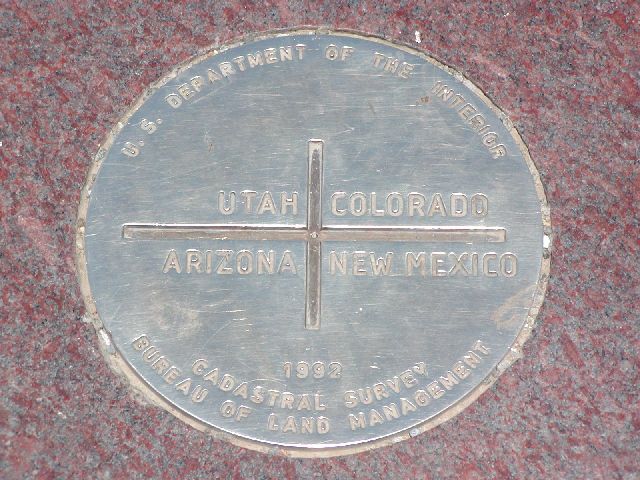 U.S. DEPARTMENT OF THE INTERIOR
UTAH COLORADO
ARIZONA NEW MEXICO
1992
CADASTRAL SURVEY
BUREAU OF LAND MANAGEMENT